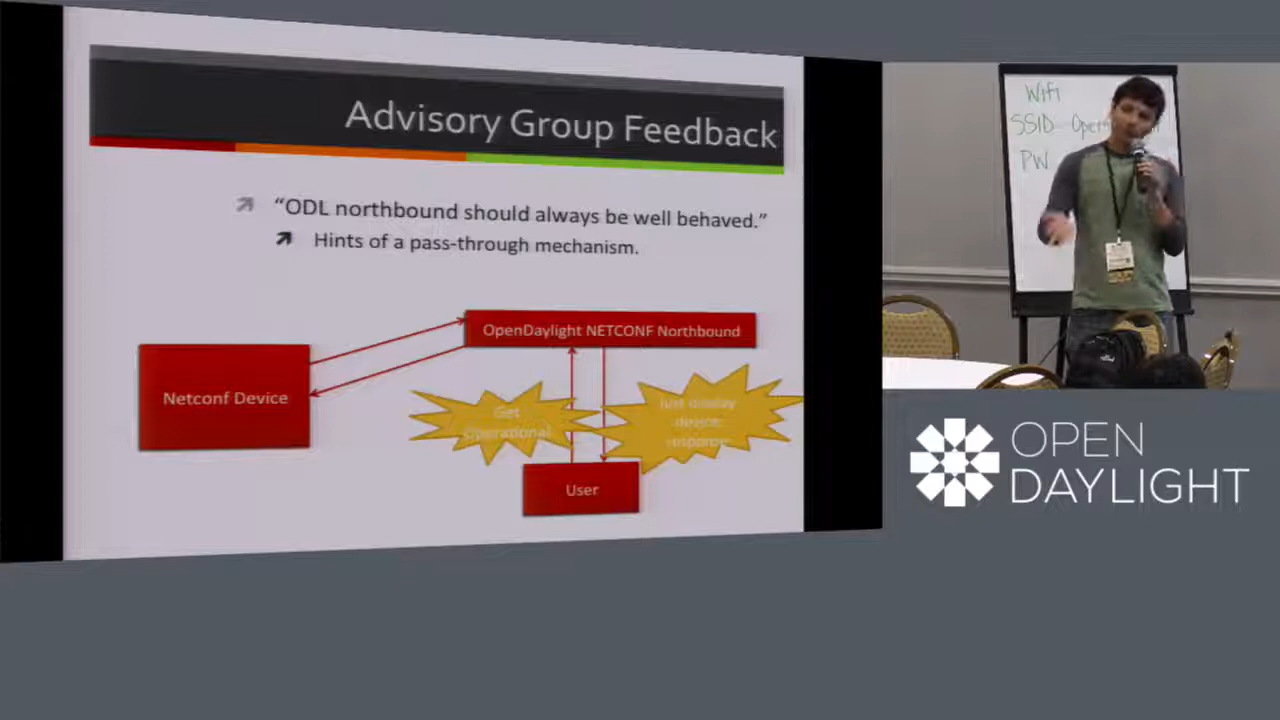 Advisory Group Feedback
“ODL northbound should always be well behaved.”
Hints of a pass-through mechanism.
OpenDaylight NETCONF Northbound
Netconf Device
Get
Operational
Just display
device
User
Wifi
SSID
PW
OPEN
DAYLIGHT